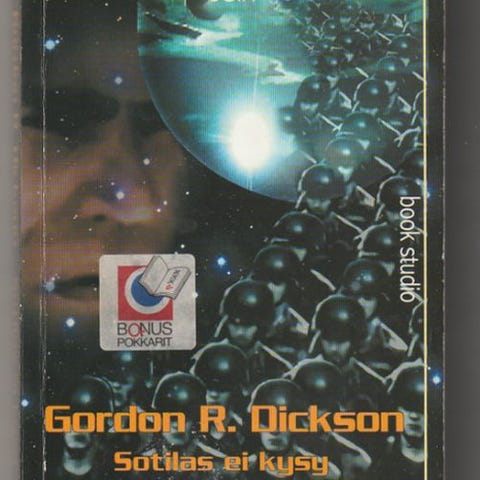 book studio
BONUS
POKKARIT
Gordon R. Dickson
Sotilas ei kysy